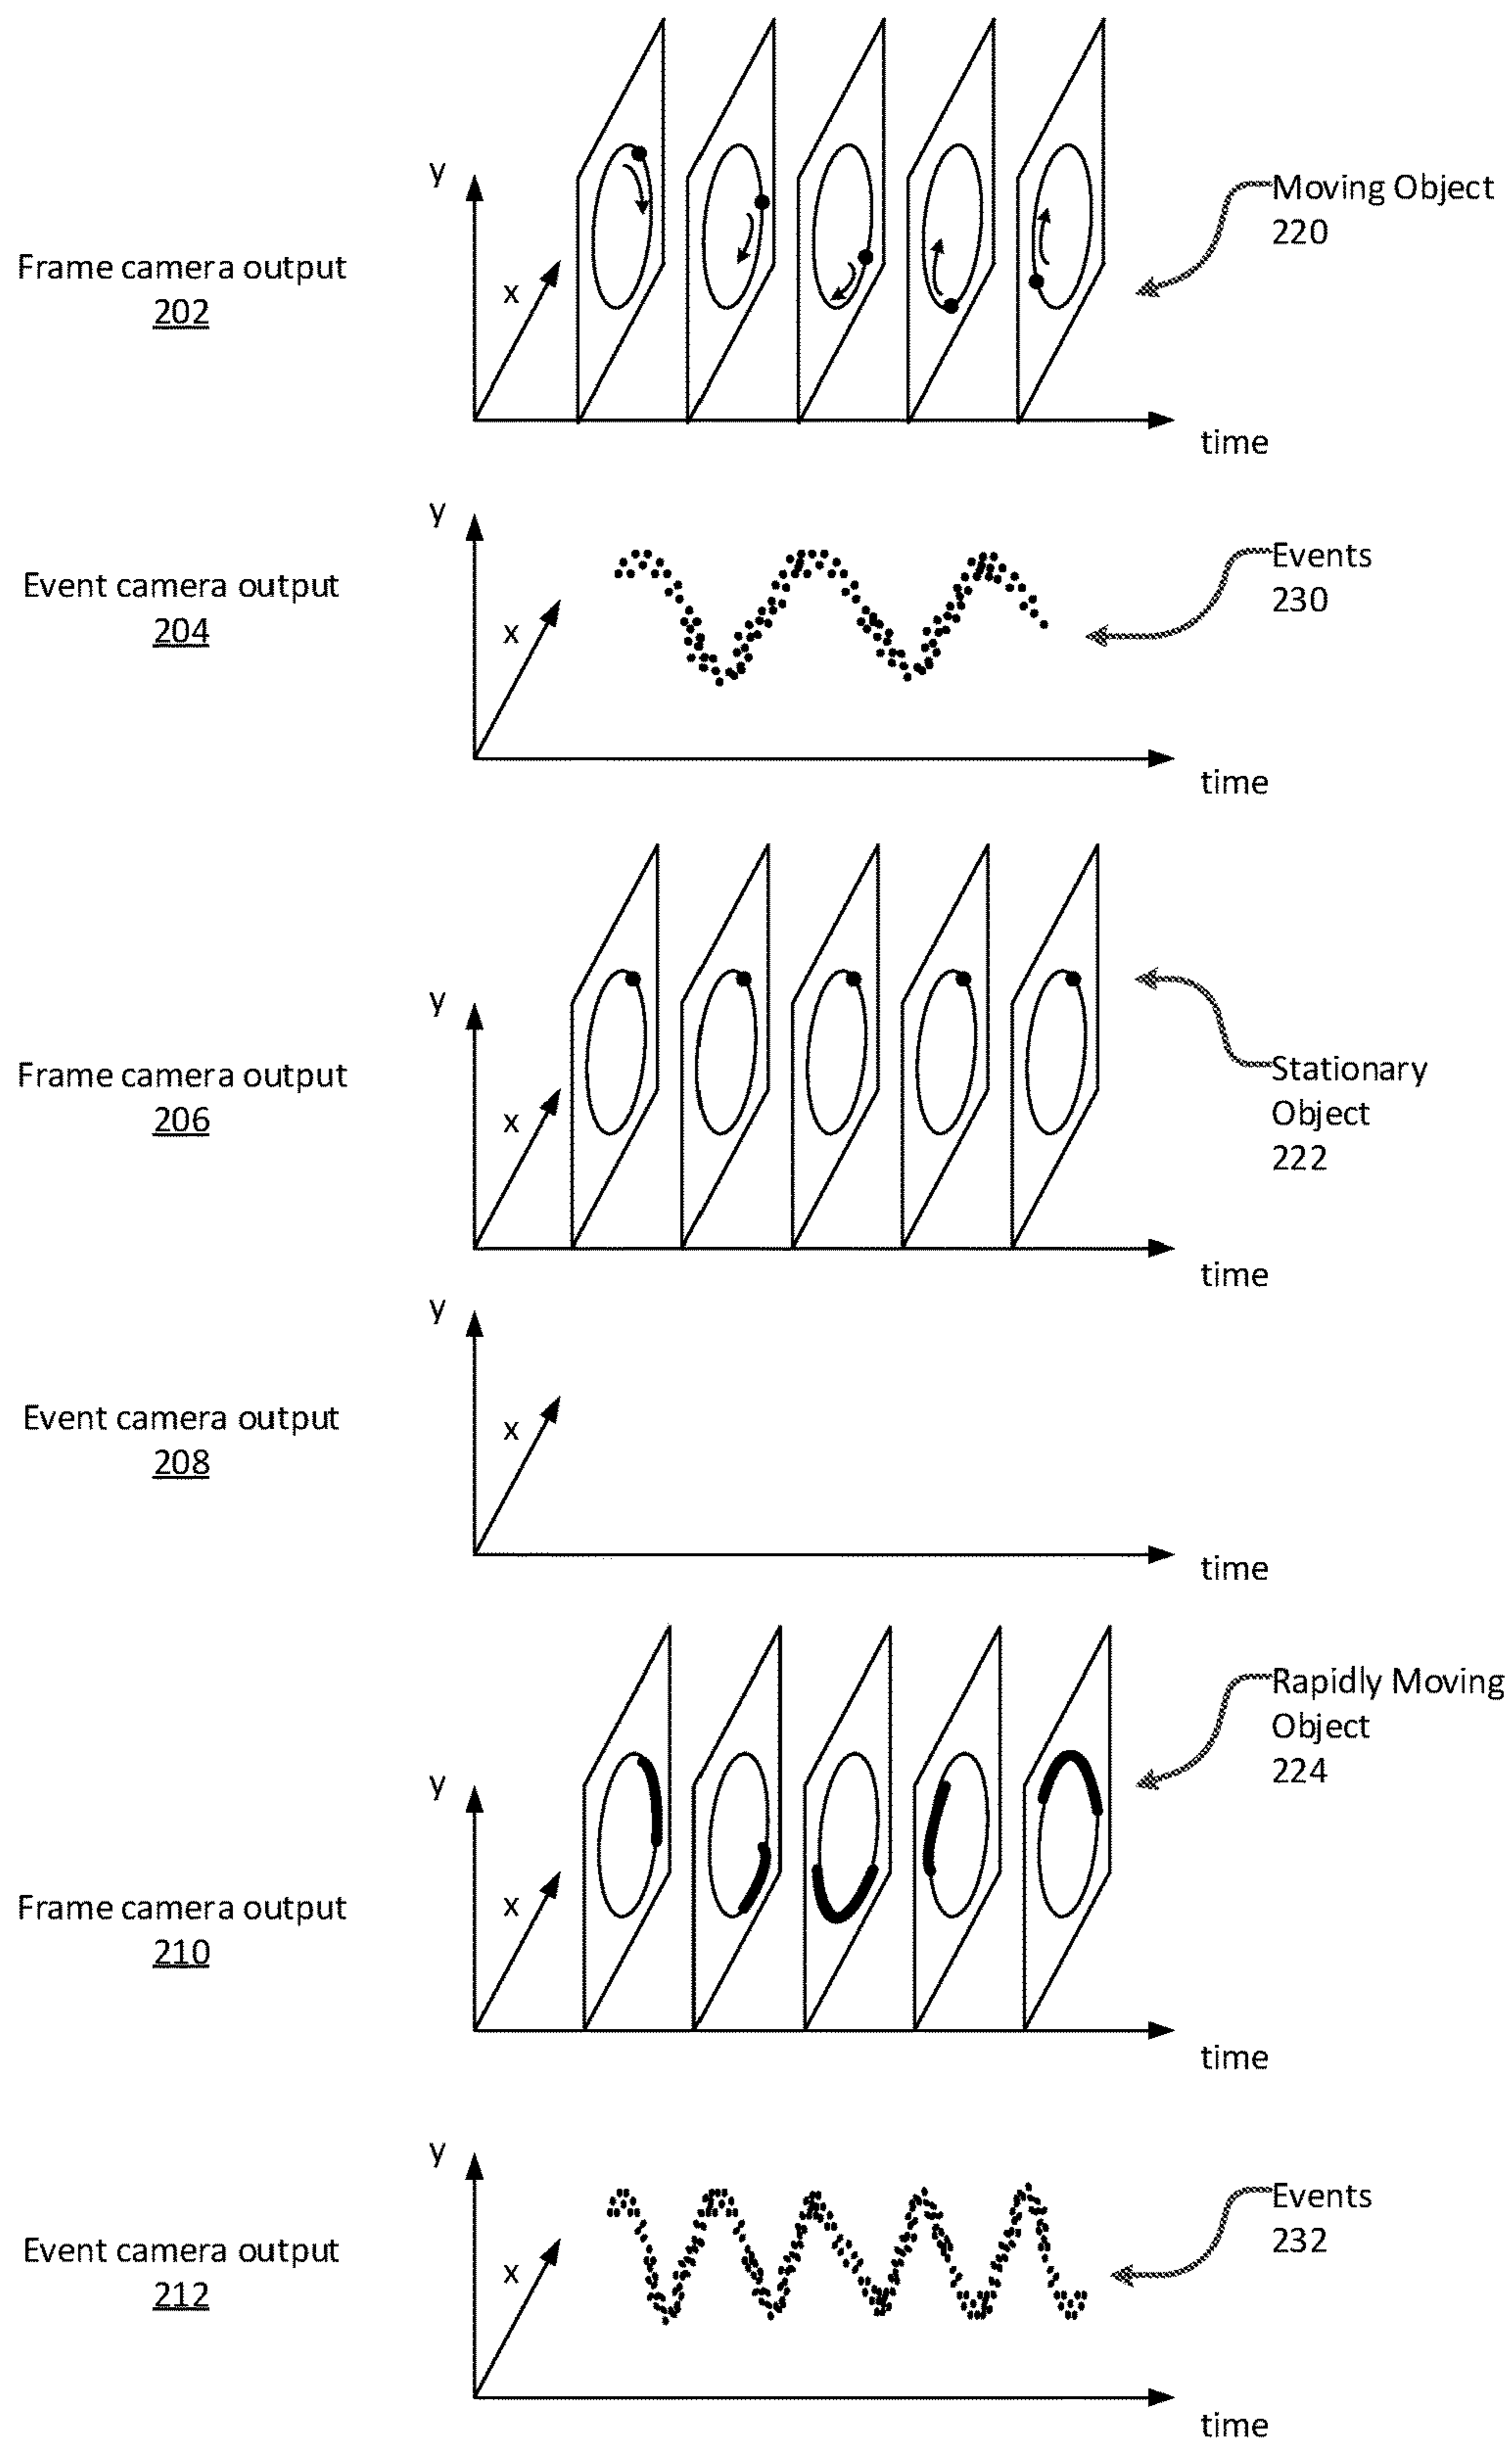 y
Moving Object
220
Frame camera output
202
x
time
y
Events
230
Event camera output
204
x
time
y
Stationary
Object
222
Frame camera output
206
x
time
y
Event camera output
208
x
time
y
Rapidly Moving
Object
224
Frame camera output
210
x
time
y
Events
232
Event camera output
212
x
time